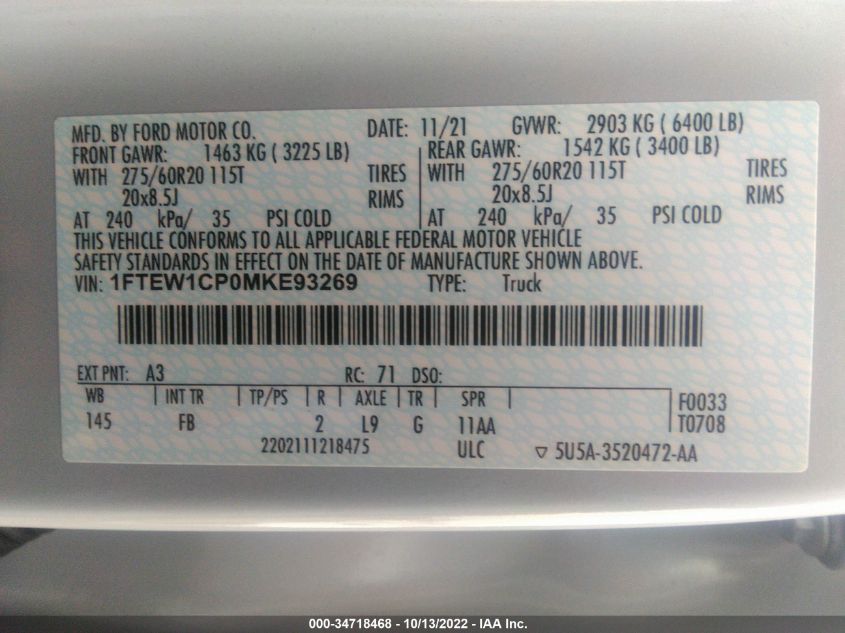 MFD. BY FORD MOTOR CO. DATE: 11/21 GVWR: 2903 KG ( 6400 LB)
FRONT GAWR: 1463 KG ( 3225 LB) REAR GAWR: 1542 KG ( 3400 LB)
WITH 275/60R20 115T TIRES WITH 275/60R20 115T TIRES
20x8.5J RIMS 20x8.5J RIMS
AT 240 kPa/ 35 PSI COLD AT 240 kPa/ 35 PSI COLD
THIS VEHICLE CONFORMS TO ALL APPLICABLE FEDERAL MOTOR VEHICLE
SAFETY STANDARDS IN EFFECT ON THE DATE OF MANUFACTURE SHOWN ABOVE.
VIN: 1FTEW1CP0MKE93269 TYPE: Truck
EXT PNT: A3 RC: 71 DSO:
WB INT TR TP/PS R AXLE TR SPR F0033
145 FB 2 L9 G 11AA T0708
2202111218475 ULC ▽ 5U5A-3520472-AA
000-34718468 - 10/13/2022 - IAA Inc.